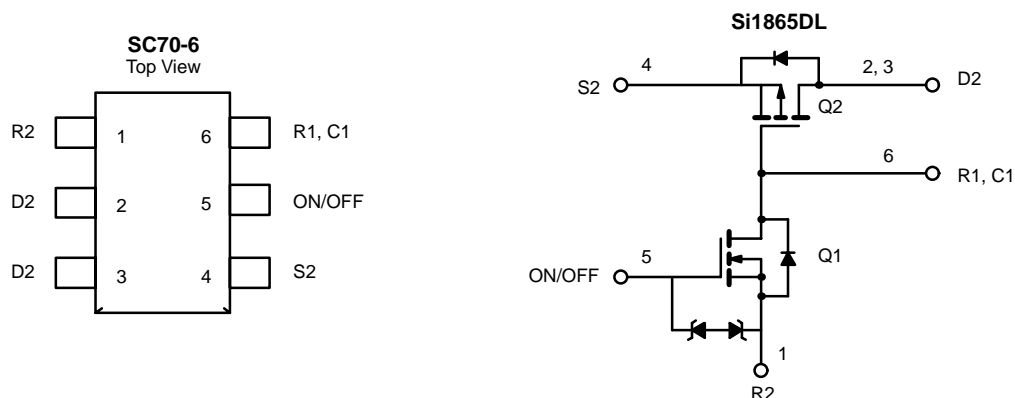 SC70-6
Top View
R2 1 6 R1, C1
D2 2 5 ON/OFF
D2 3 4 S2
Si1865DL
S2 4 2, 3 D2
Q2
6 R1, C1
Q1
ON/OFF 5
1
R2